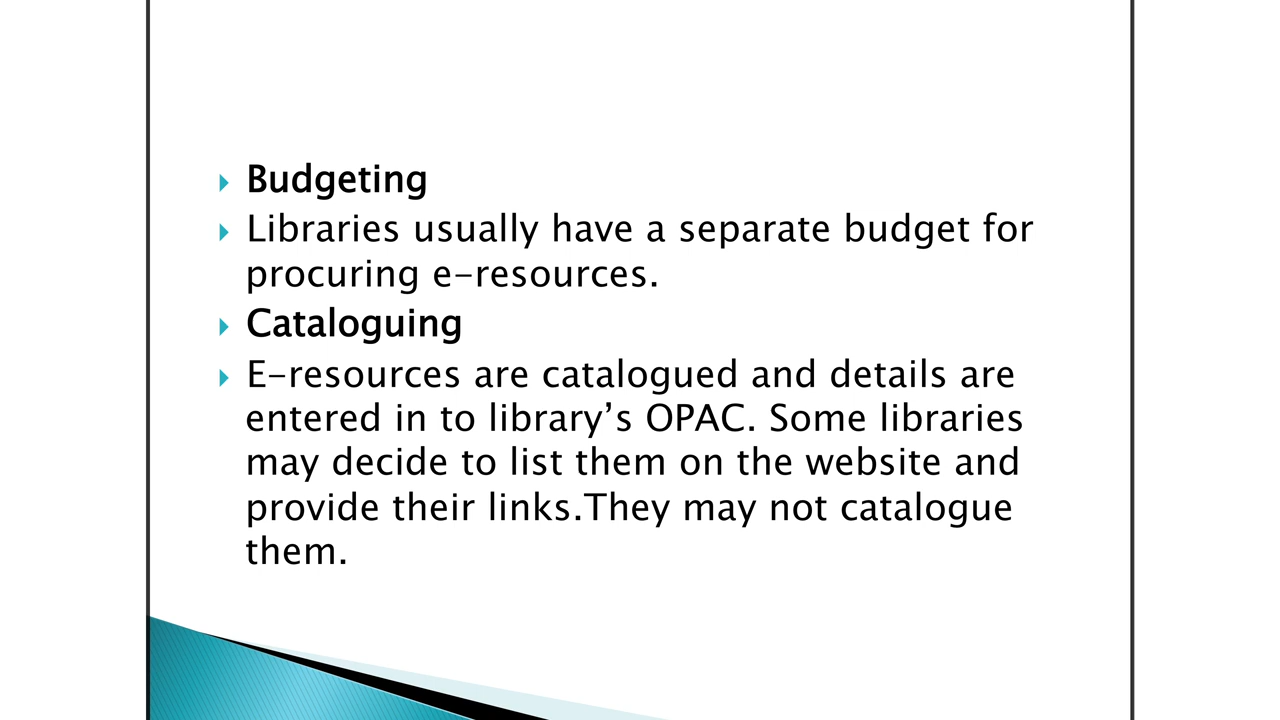 Budgeting
Libraries usually have a separate budget for
procuring e-resources.
Cataloguing
E-resources are catalogued and details are
entered in to library’s OPAC. Some libraries
may decide to list them on the website and
provide their links.They may not catalogue
them.